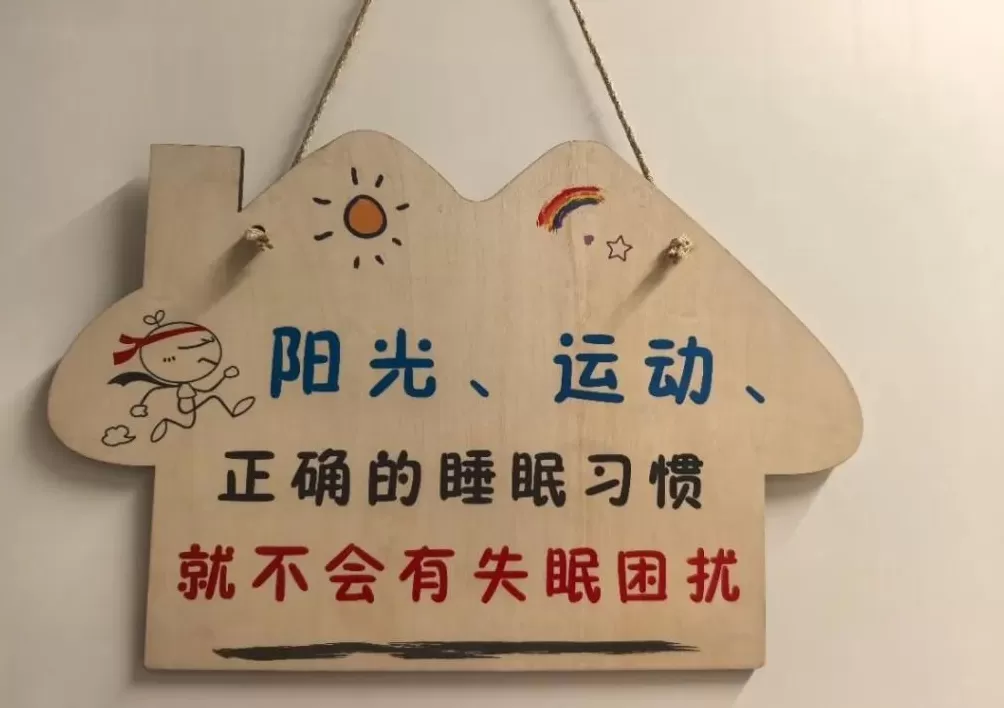 阳光、运动、
正确的睡眠习惯
就不会有失眠困扰